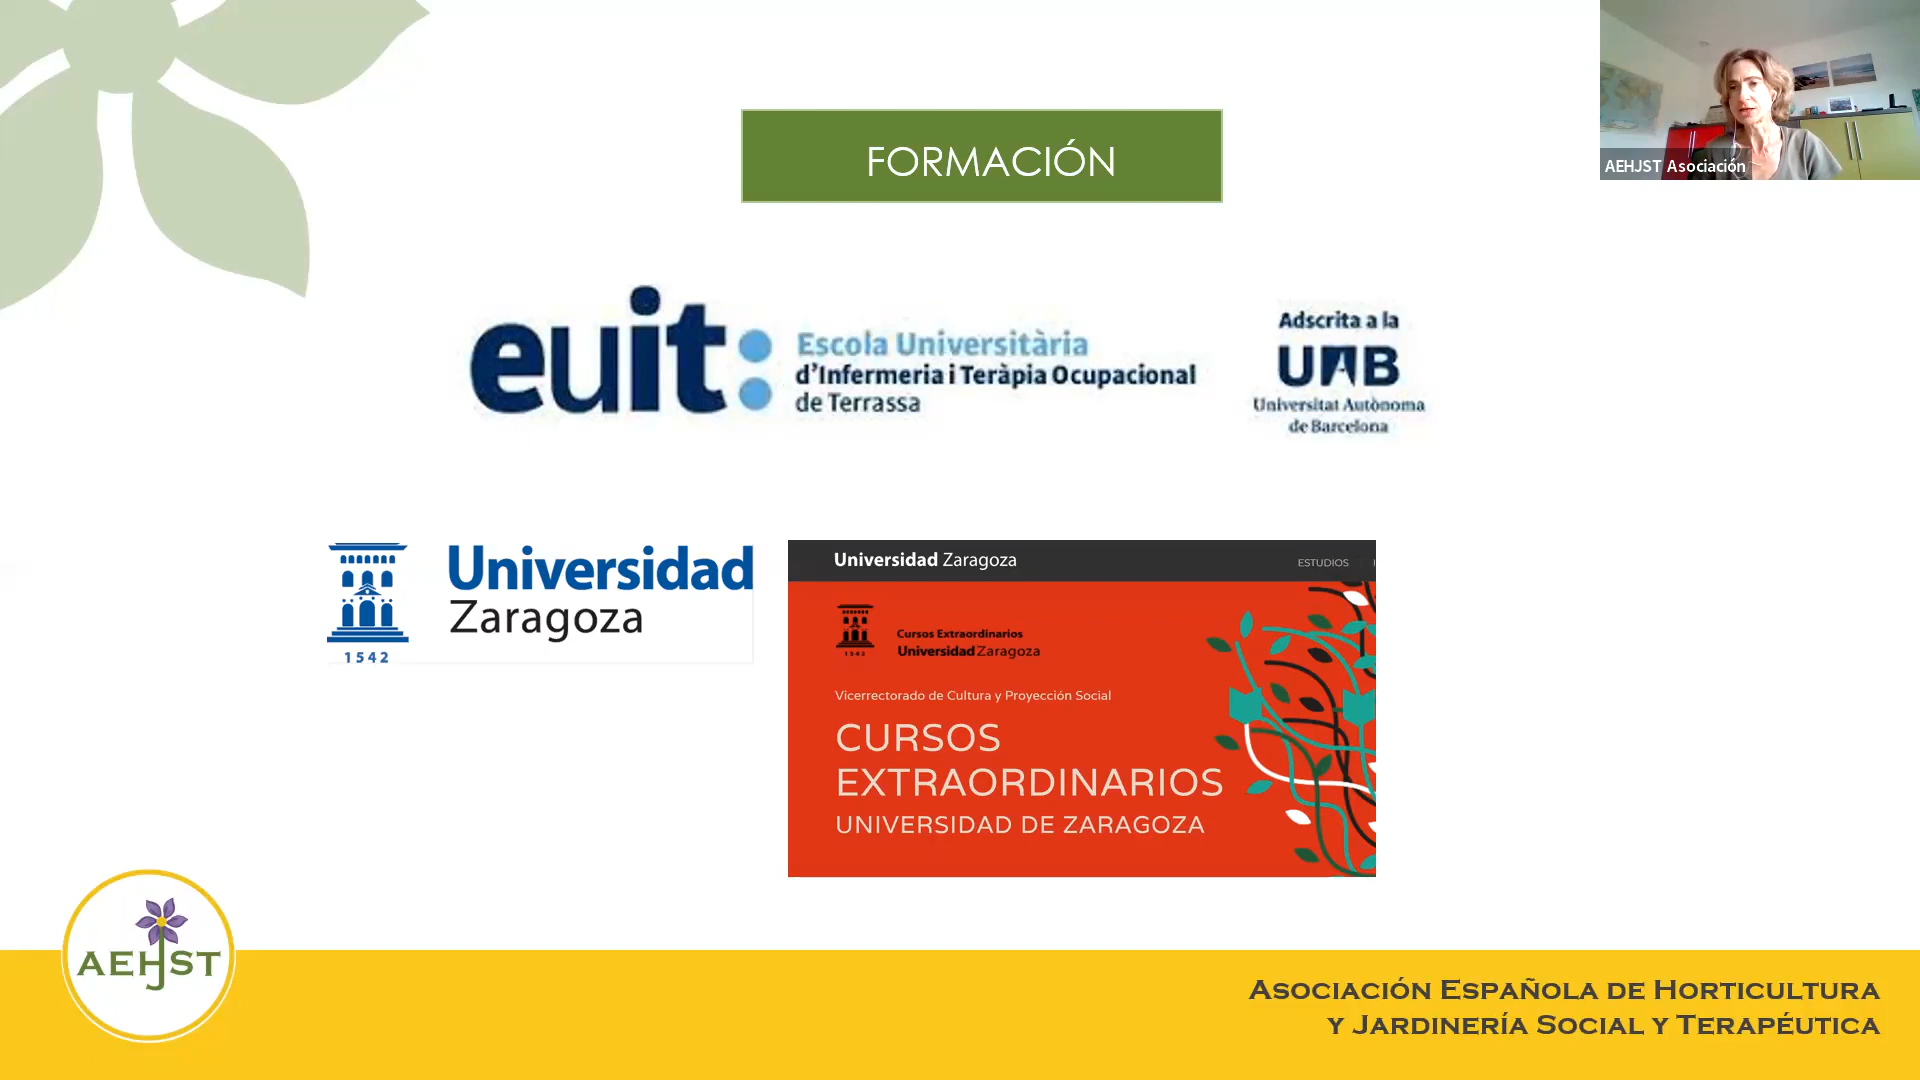 FORMACIÓN
AEHJST Asociación
euit:
Escola Universitària
d'Infermeria i Teràpia Ocupacional
de Terrassa
Adscrita a la
UAB
Universitat Autònoma
de Barcelona
Universidad
Zaragoza
1542
Universidad Zaragoza
ESTUDIOS
1542
Cursos Extraordinarios
Universidad Zaragoza
Vicerrectorado de Cultura y Proyección Social
CURSOS
EXTRAORDINARIOS
UNIVERSIDAD DE ZARAGOZA
AEHJST
ASOCIACIÓN ESPAÑOLA DE HORTICULTURA
Y JARDINERÍA SOCIAL Y TERAPÉUTICA